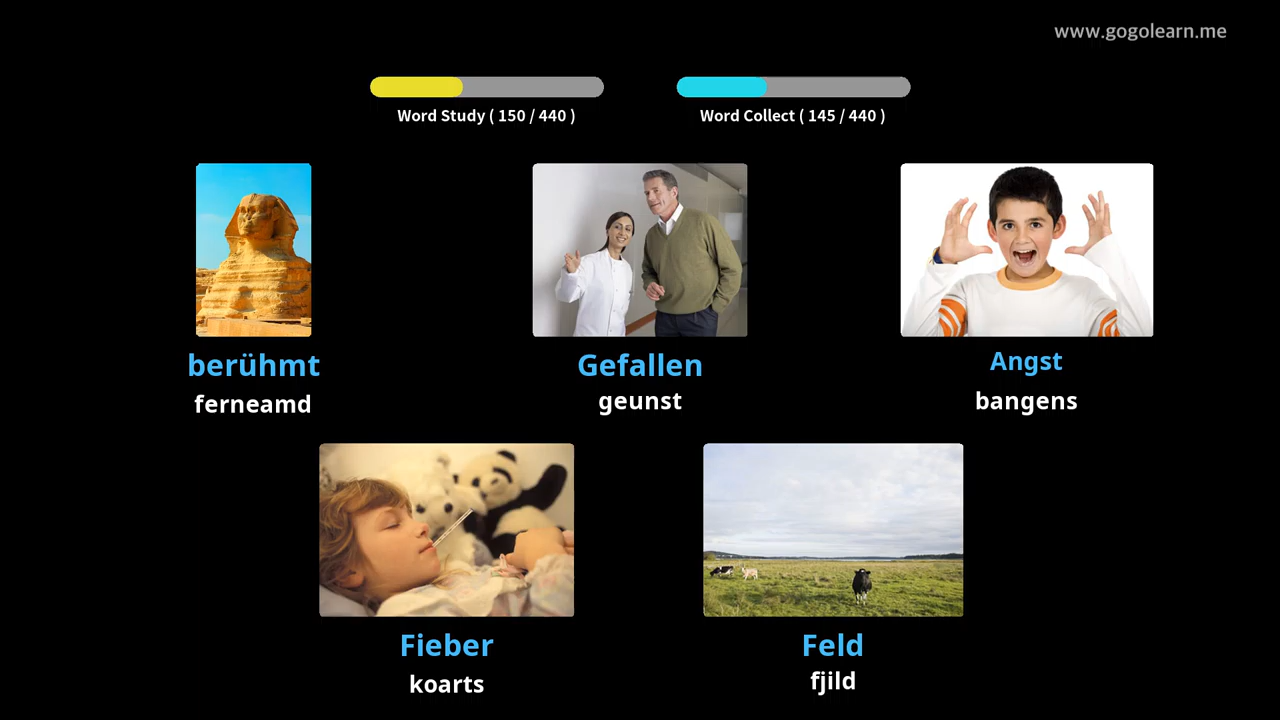 www.gogolearn.me
Word Study ( 150 / 440 )
Word Collect ( 145 / 440 )
berühmt
ferneamd
Gefallen
geunst
Angst
bangens
Fieber
koarts
Feld
fjild